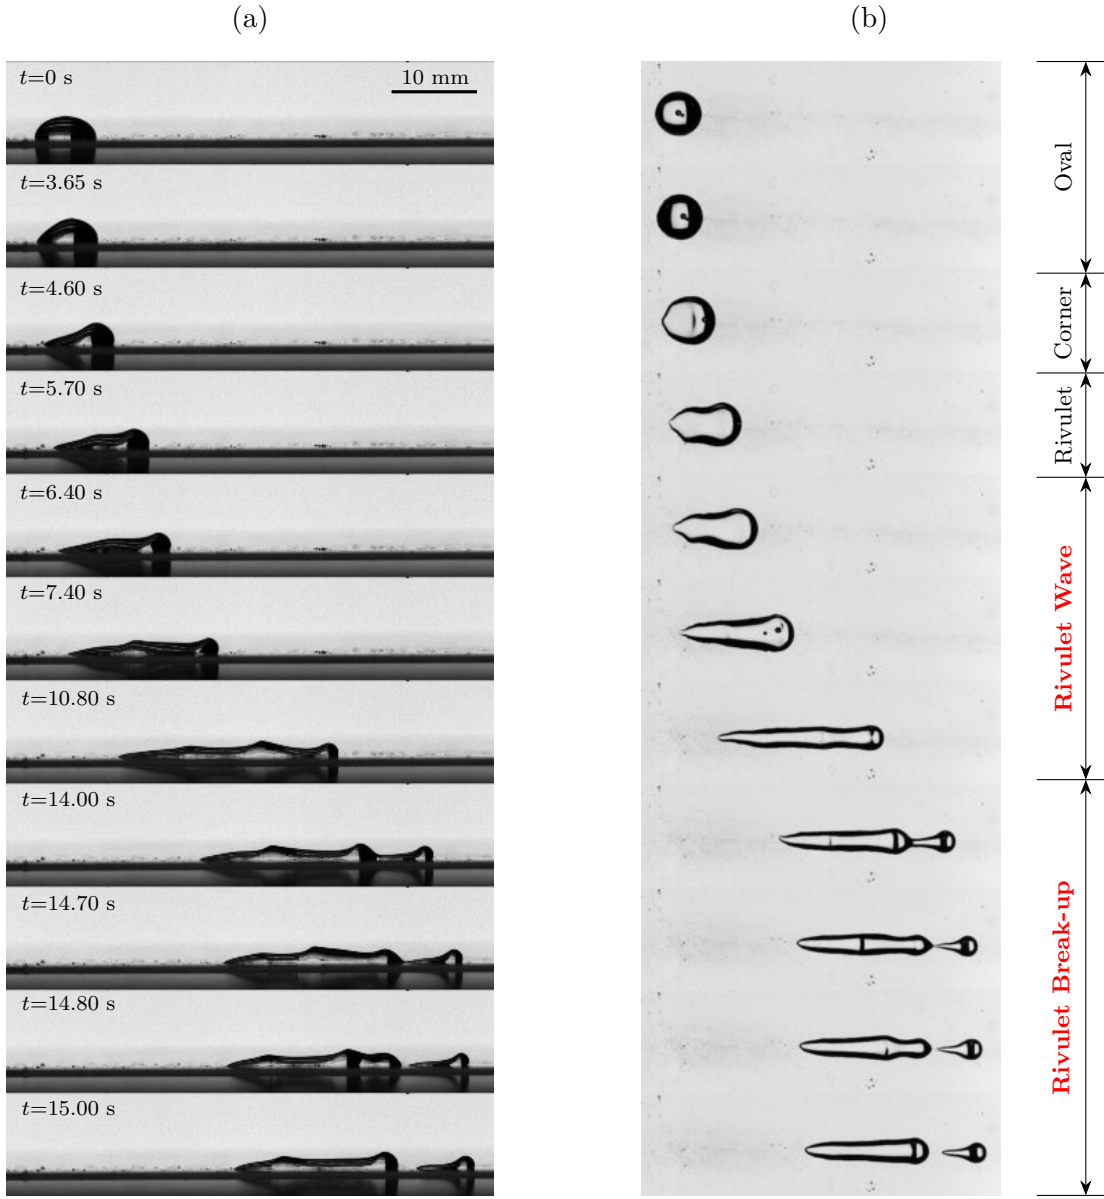 (a)
(b)
t=0 s
10 mm
t=3.65 s
t=4.60 s
t=5.70 s
t=6.40 s
t=7.40 s
t=10.80 s
t=14.00 s
t=14.70 s
t=14.80 s
t=15.00 s
Oval
Corner
Rivulet
Rivulet Wave
Rivulet Break-up